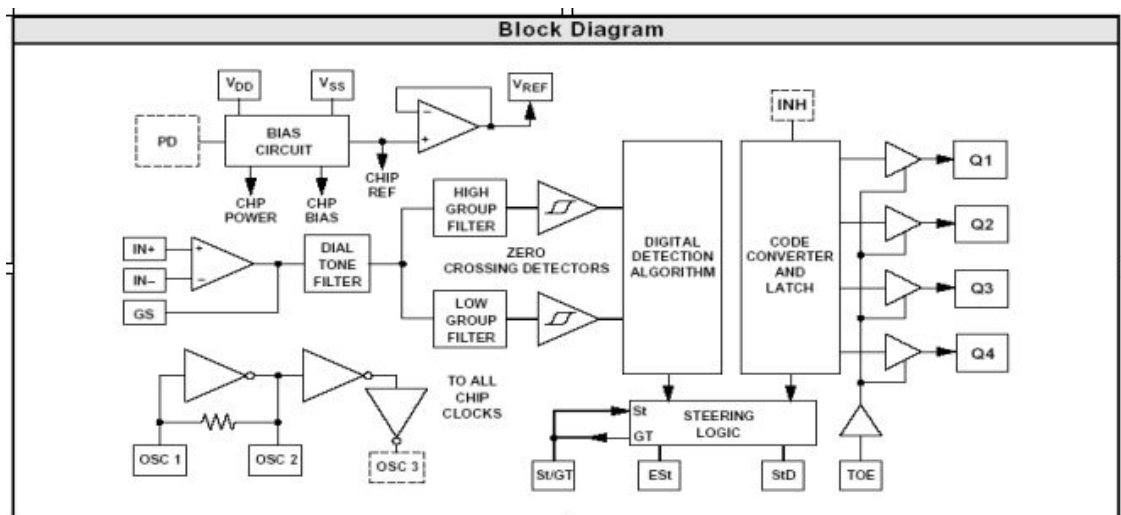 Block Diagram
VDD
VSS
VREF
INH
PD
BIAS
CIRCUIT
−
+
CHIP
REF
CHP
POWER
CHP
BIAS
HIGH
GROUP
FILTER
IN+
IN−
GS
+
−
DIAL
TONE
FILTER
ZERO
CROSSING DETECTORS
LOW
GROUP
FILTER
DIGITAL
DETECTION
ALGORITHM
CODE
CONVERTER
AND
LATCH
Q1
Q2
Q3
Q4
TO ALL
CHIP
CLOCKS
OSC 1
OSC 2
OSC 3
St
GT
STEERING
LOGIC
St/GT
ESt
StD
TOE